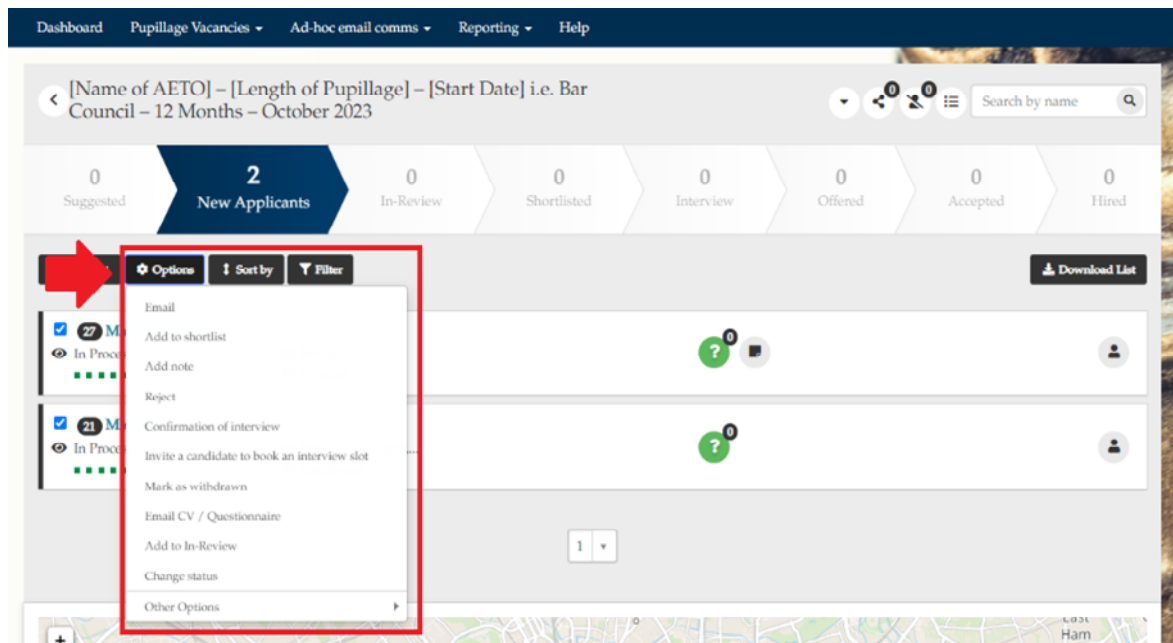 Dashboard Pupillage Vacancies Ad-hoc email comms Reporting Help
[Name of AETO] – [Length of Pupillage] – [Start Date] i.e. Bar
Council – 12 Months – October 2023
0 0
Search by name
0 2 0 0 0 0 0 0
Suggested New Applicants In-Review Shortlisted Interview Offered Accepted Hired
Options Sort by Filter Download List
Email
Add to shortlist
Add note
Reject
Confirmation of interview
Invite a candidate to book an interview slot
Mark as withdrawn
Email CV / Questionnaire
Add to In-Review
Change status
Other Options
27 M
In Proce
? 0
21 M
In Proce
? 0
1
+
East
Ham